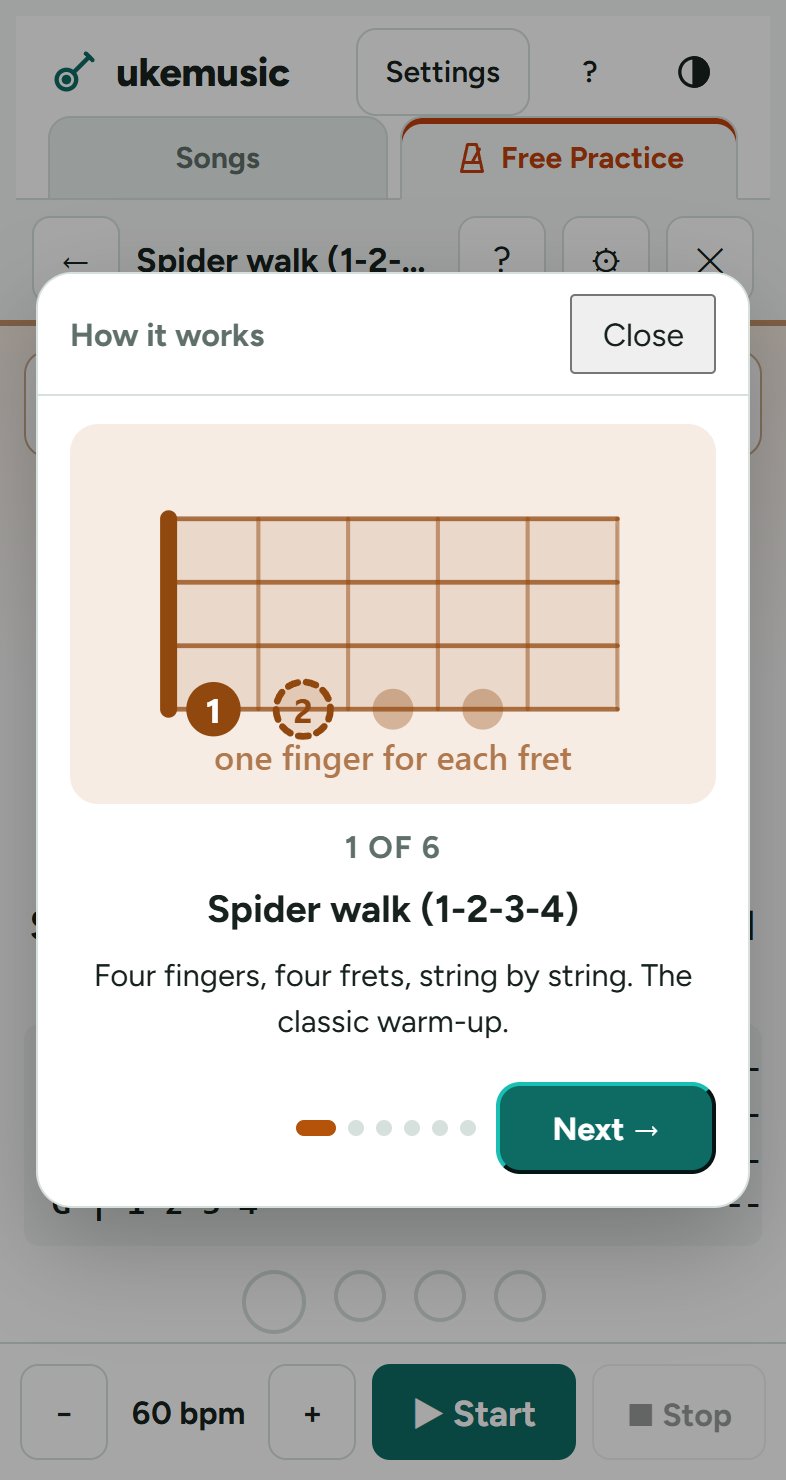 ukemusic
Settings
?
Songs
Free Practice
←
Spider walk (1-2-...
?
How it works
Close
1
2
one finger for each fret
1 OF 6
Spider walk (1-2-3-4)
Four fingers, four frets, string by string. The
classic warm-up.
Next →
-
60 bpm
+
Start
Stop